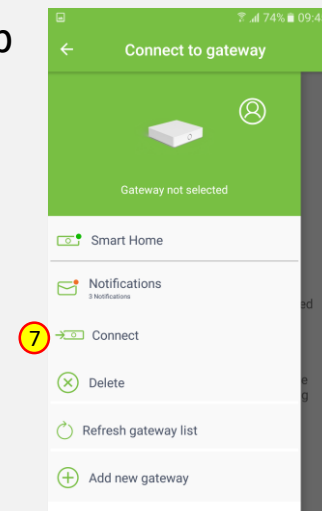 74% 09:4
Connect to gateway
Gateway not selected
Smart Home
Notifications
3 Notifications
7
Connect
Delete
Refresh gateway list
Add new gateway